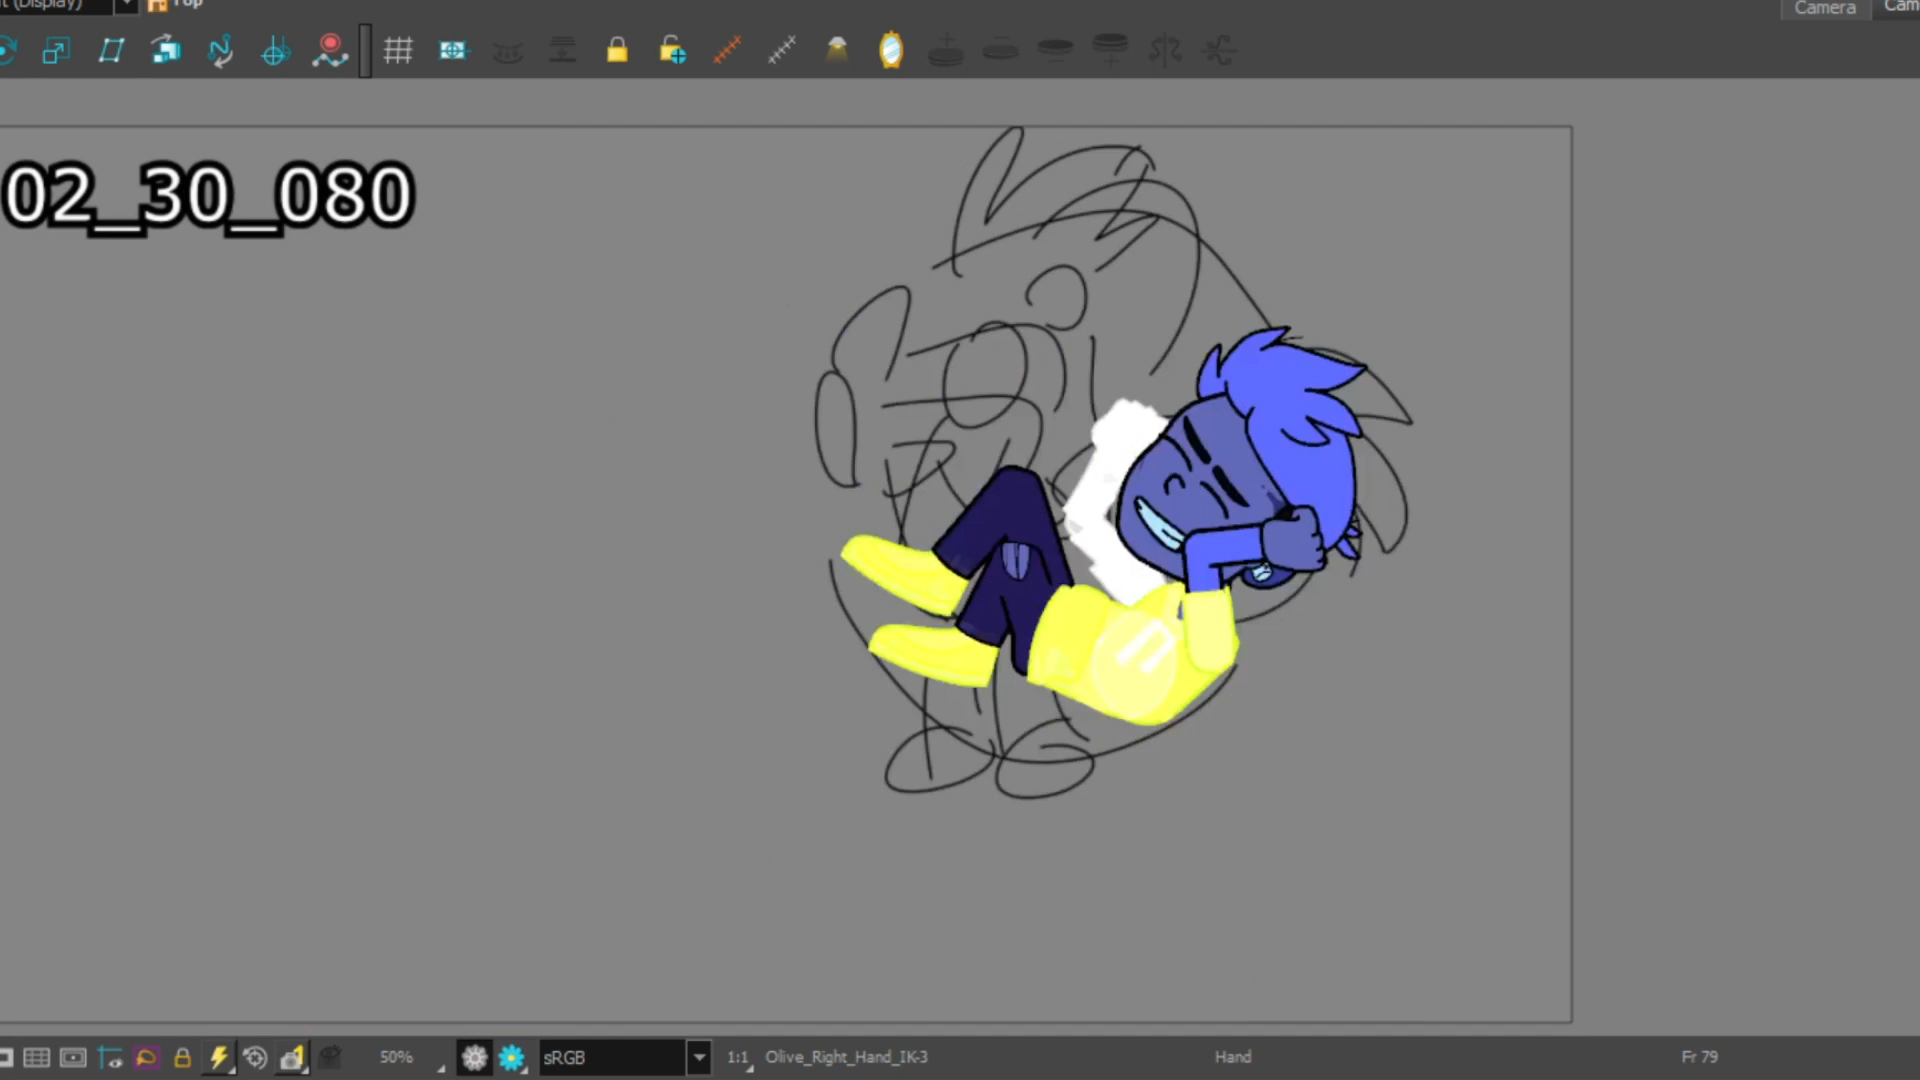 (Display)
Top
Camera
Cam
02_30_080
50%
sRGB
1:1
Olive_Right_Hand_IK-3
Hand
Fr 79